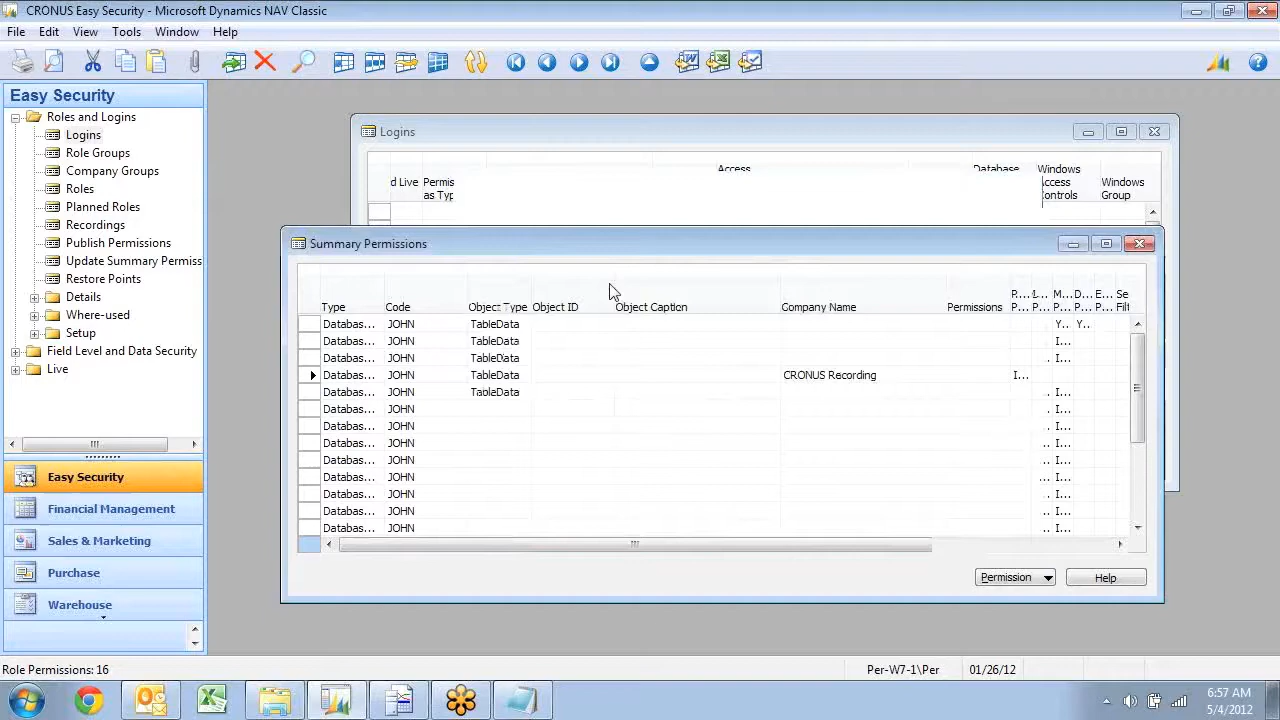 CRONUS Easy Security - Microsoft Dynamics NAV Classic
File Edit View Tools Window Help
Easy Security
Roles and Logins
Logins
Role Groups
Company Groups
Roles
Planned Roles
Recordings
Publish Permissions
Update Summary Permiss
Restore Points
Details
Where-used
Setup
Field Level and Data Security
Live
Easy Security
Financial Management
Sales & Marketing
Purchase
Warehouse
Logins
Access Database Windows
d Live Permis Access Windows
as Typ Controls Group
Summary Permissions
P... M... D... E... Se
Type Code Object Type Object ID Object Caption Company Name Permissions P... P... P... P... P... Filt
Databas... JOHN TableData Y... Y...
Databas... JOHN TableData I...
Databas... JOHN TableData I...
Databas... JOHN TableData CRONUS Recording I...
Databas... JOHN TableData .. I...
Databas... JOHN
Databas... JOHN .. I...
Databas... JOHN .. I...
Databas... JOHN .. I...
Databas... JOHN ... I...
Databas... JOHN .. I...
Databas... JOHN .. I...
Databas... JOHN .. I...
Permission Help
Role Permissions: 16 Per-W7-1\Per 01/26/12
6:57 AM
5/4/2012